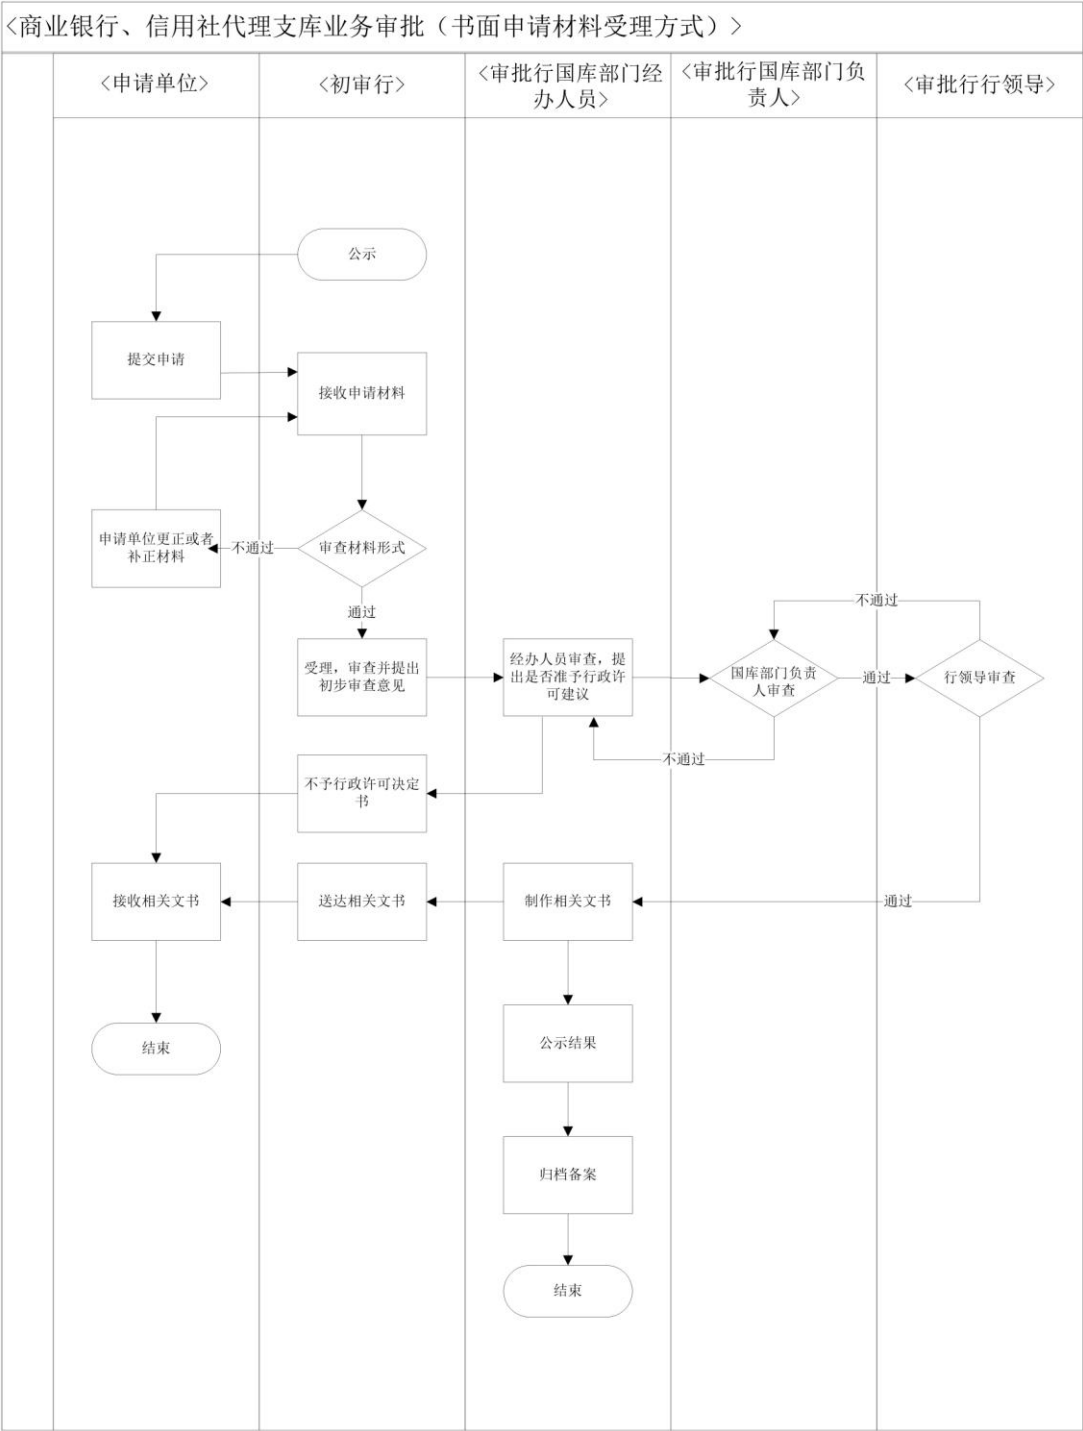 <商业银行、信用社代理支库业务审批（书面申请材料受理方式）>
<申请单位>
<初审行>
<审批行国库部门经
办人员>
<审批行国库部门负
责人>
<审批行行领导>
公示
提交申请
接收申请材料
申请单位更正或者
补正材料
不通过
审查材料形式
通过
不通过
受理，审查并提出
初步审查意见
经办人员审查，提
出是否准予行政许
可建议
国库部门负责
人审查
通过
行领导审查
不通过
不予行政许可决定
书
接收相关文书
送达相关文书
制作相关文书
通过
公示结果
结束
归档备案
结束